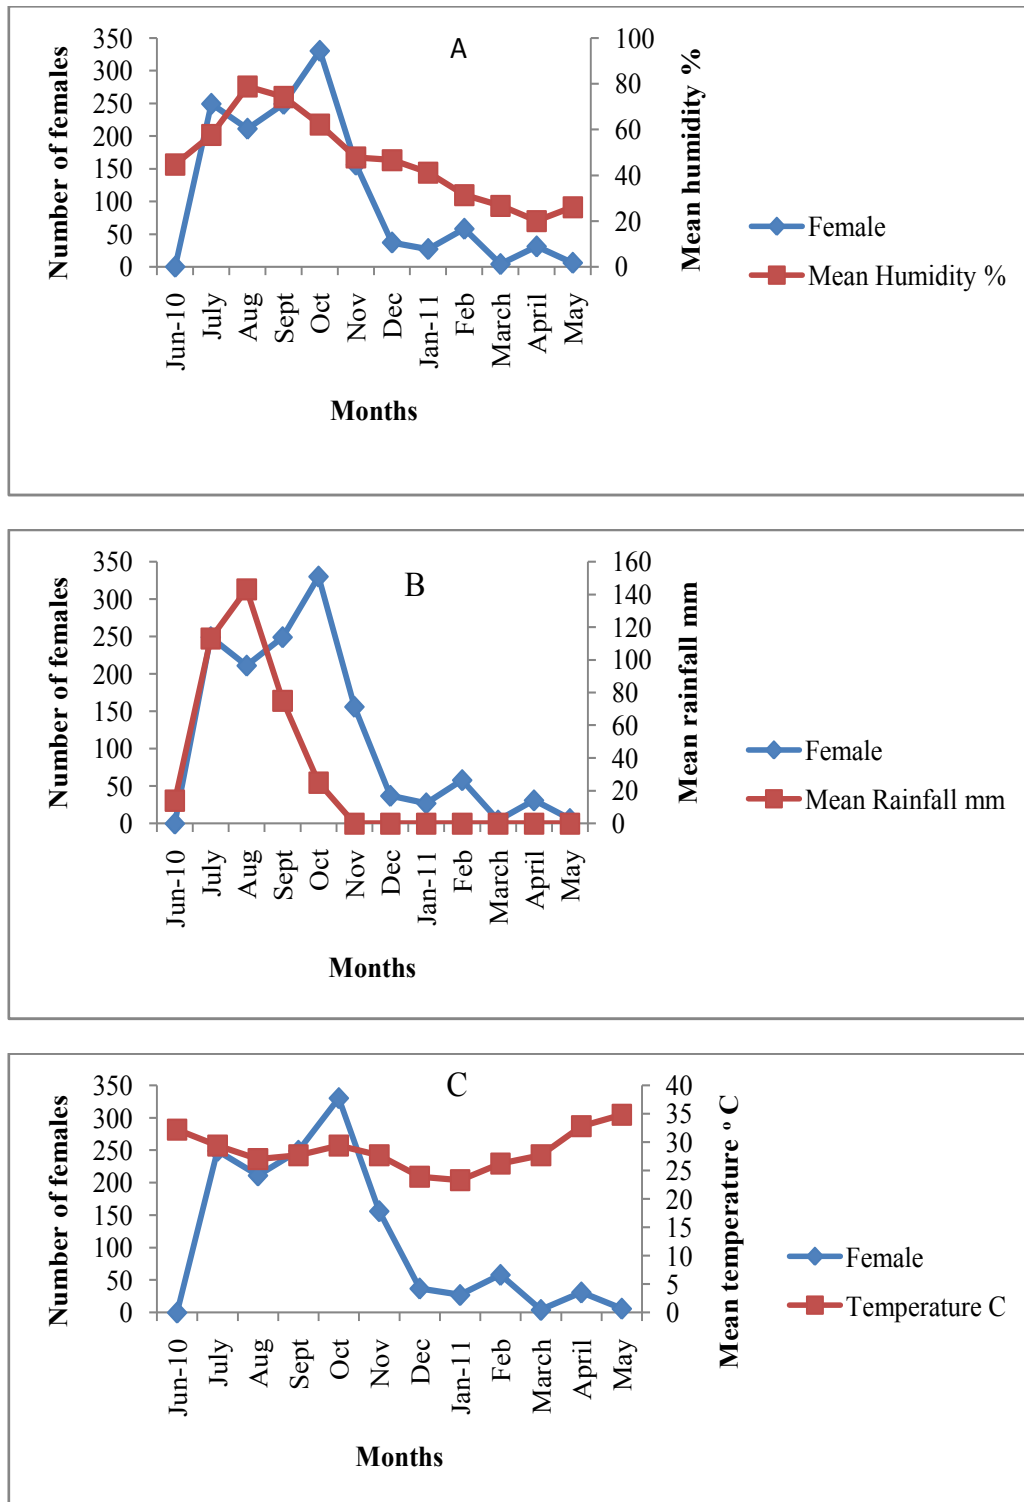 A
Number of females
350
300
250
200
150
100
50
0
100
80
60
40
20
0
Mean humidity %
Jun-10
July
Aug
Sept
Oct
Nov
Dec
Jan-11
Feb
March
April
May
Months
Female
Mean Humidity %
B
Number of females
350
300
250
200
150
100
50
0
160
140
120
100
80
60
40
20
0
Mean rainfall mm
Jun-10
July
Aug
Sept
Oct
Nov
Dec
Jan-11
Feb
March
April
May
Months
Female
Mean Rainfall mm
C
Number of females
350
300
250
200
150
100
50
0
40
35
30
25
20
15
10
5
0
Mean temperature ° C
Jun-10
July
Aug
Sept
Oct
Nov
Dec
Jan-11
Feb
March
April
May
Months
Female
Temperature C